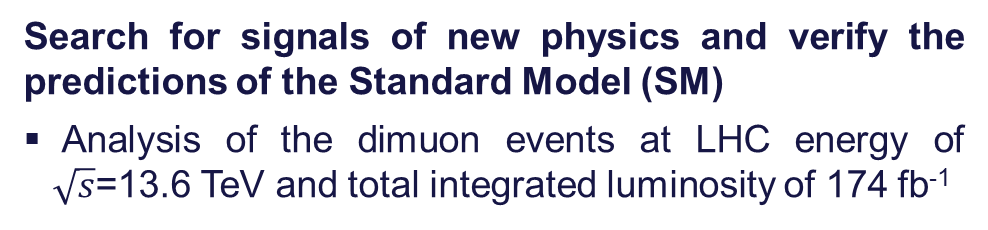 Search for signals of new physics and verify the
predictions of the Standard Model (SM)
▪ Analysis of the dimuon events at LHC energy of
√s=13.6 TeV and total integrated luminosity of 174 fb⁻¹